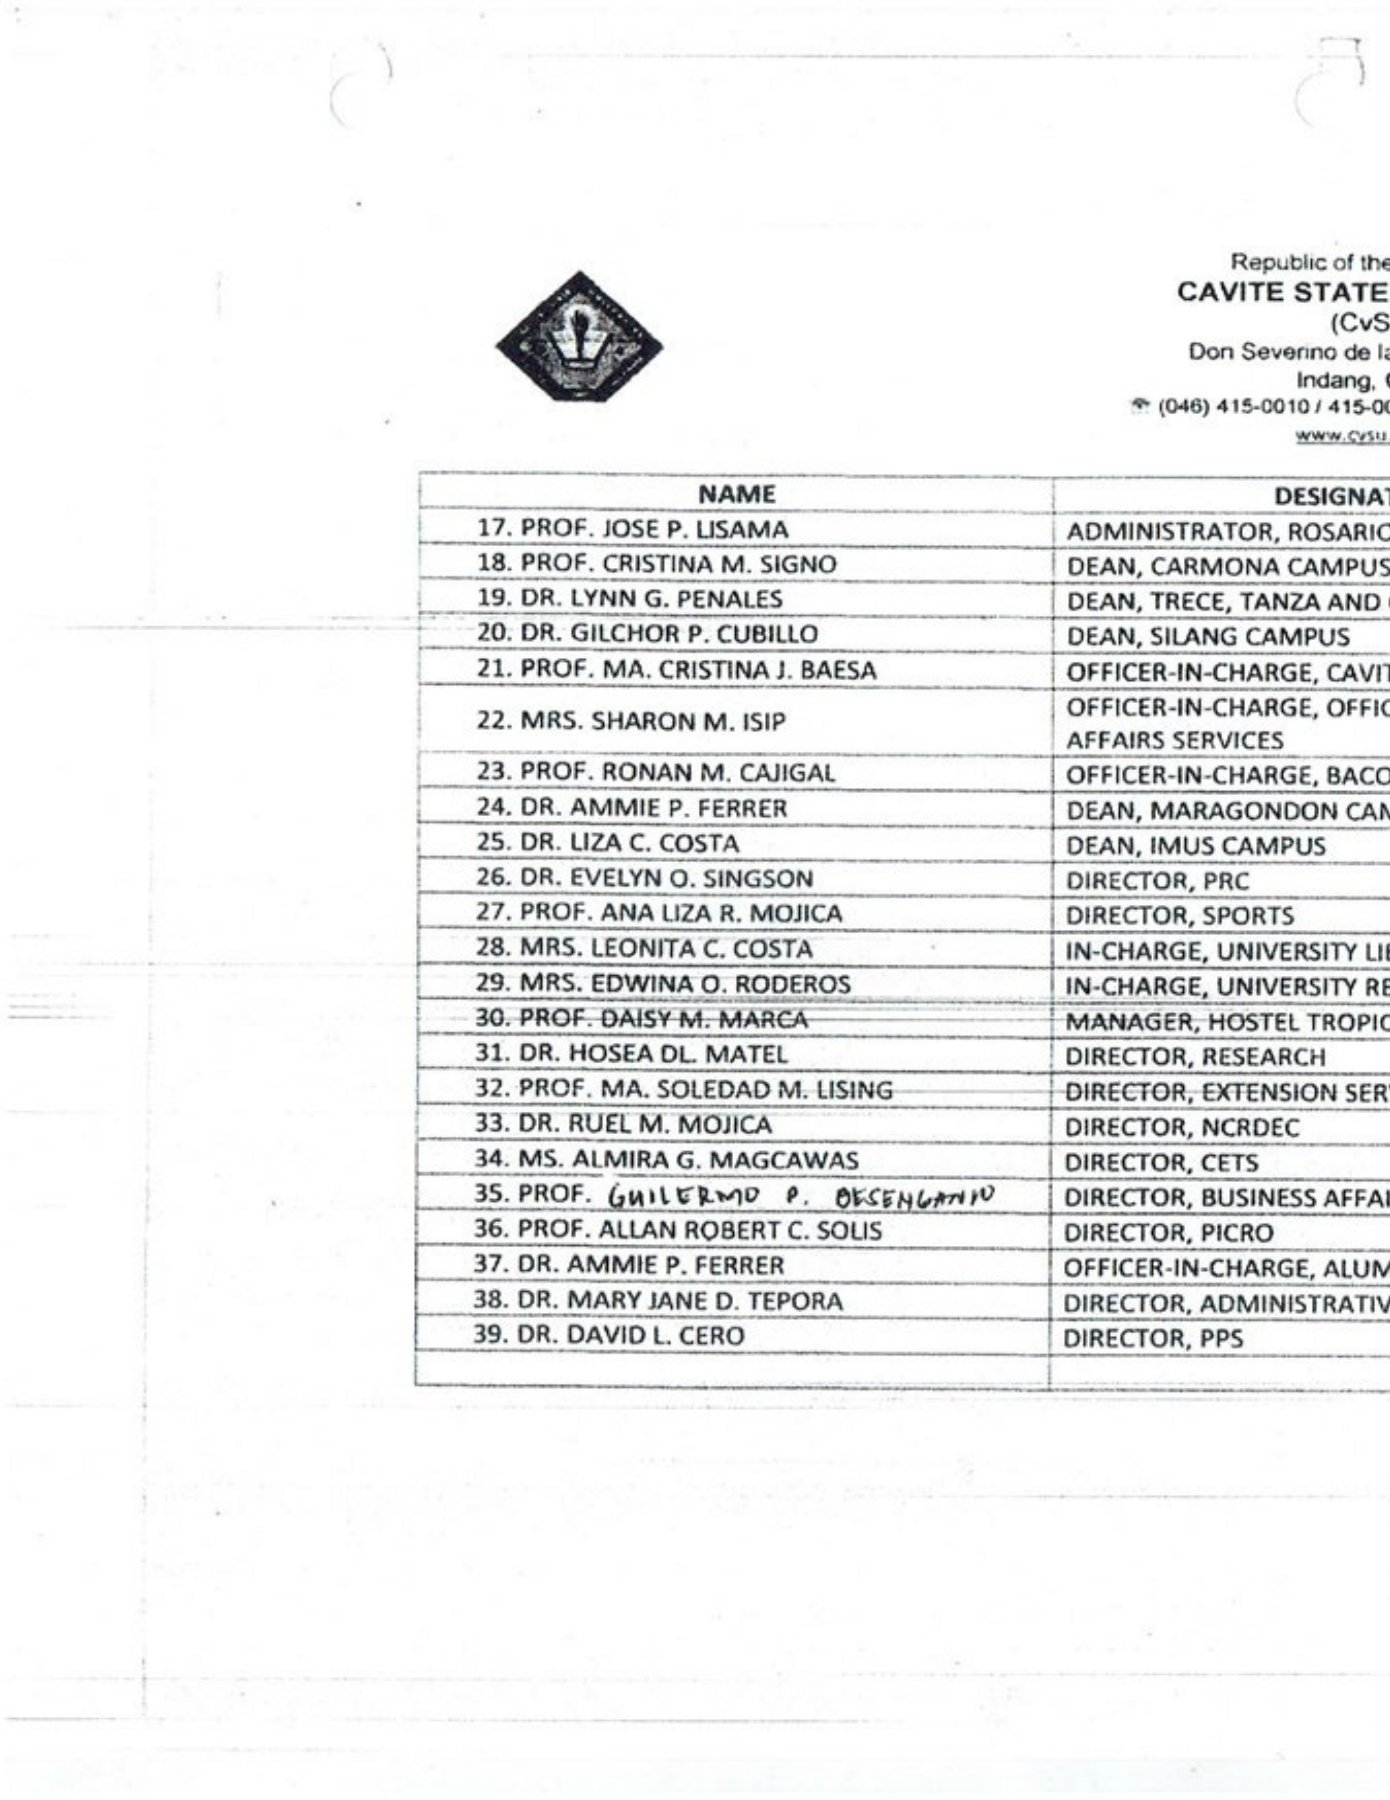 Republic of the
CAVITE STATE
(CvS
Don Severino de la
Indang,
(046) 415-0010 / 415-00
www.cvsu.
NAME DESIGNAT
17. PROF. JOSE P. LISAMA ADMINISTRATOR, ROSARIO
18. PROF. CRISTINA M. SIGNO DEAN, CARMONA CAMPUS
19. DR. LYNN G. PENALES DEAN, TRECE, TANZA AND
20. DR. GILCHOR P. CUBILLO DEAN, SILANG CAMPUS
21. PROF. MA. CRISTINA J. BAESA OFFICER-IN-CHARGE, CAVIT
22. MRS. SHARON M. ISIP OFFICER-IN-CHARGE, OFFIC
AFFAIRS SERVICES
23. PROF. RONAN M. CAJIGAL OFFICER-IN-CHARGE, BACO
24. DR. AMMIE P. FERRER DEAN, MARAGONDON CAM
25. DR. LIZA C. COSTA DEAN, IMUS CAMPUS
26. DR. EVELYN O. SINGSON DIRECTOR, PRC
27. PROF. ANA LIZA R. MOJICA DIRECTOR, SPORTS
28. MRS. LEONITA C. COSTA IN-CHARGE, UNIVERSITY LIB
29. MRS. EDWINA O. RODEROS IN-CHARGE, UNIVERSITY RE
30. PROF. DAISY M. MARCA MANAGER, HOSTEL TROPIC
31. DR. HOSEA DL. MATEL DIRECTOR, RESEARCH
32. PROF. MA. SOLEDAD M. LISING DIRECTOR, EXTENSION SER
33. DR. RUEL M. MOJICA DIRECTOR, NCRDEC
34. MS. ALMIRA G. MAGCAWAS DIRECTOR, CETS
35. PROF. GUILERMO P. DESENGANIO DIRECTOR, BUSINESS AFFAI
36. PROF. ALLAN ROBERT C. SOLIS DIRECTOR, PICRO
37. DR. AMMIE P. FERRER OFFICER-IN-CHARGE, ALUM
38. DR. MARY JANE D. TEPORA DIRECTOR, ADMINISTRATIV
39. DR. DAVID L. CERO DIRECTOR, PPS